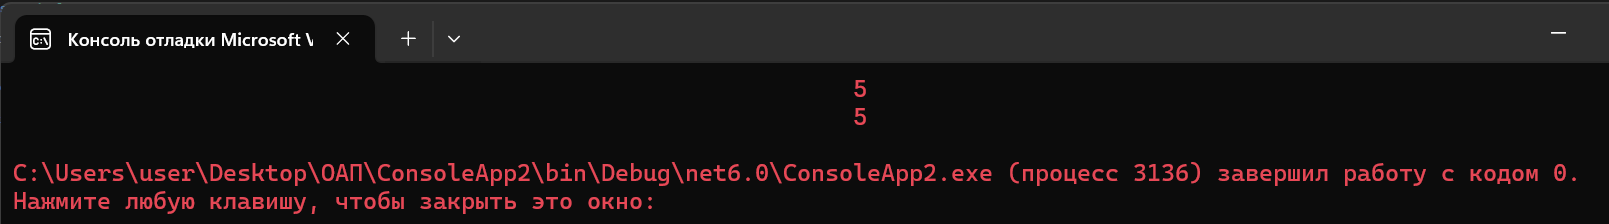 Консоль отладки Microsoft V
5
5
C:\Users\user\Desktop\ОАП\ConsoleApp2\bin\Debug\net6.0\ConsoleApp2.exe (процесс 3136) завершил работу с кодом 0.
Нажмите любую клавишу, чтобы закрыть это окно: